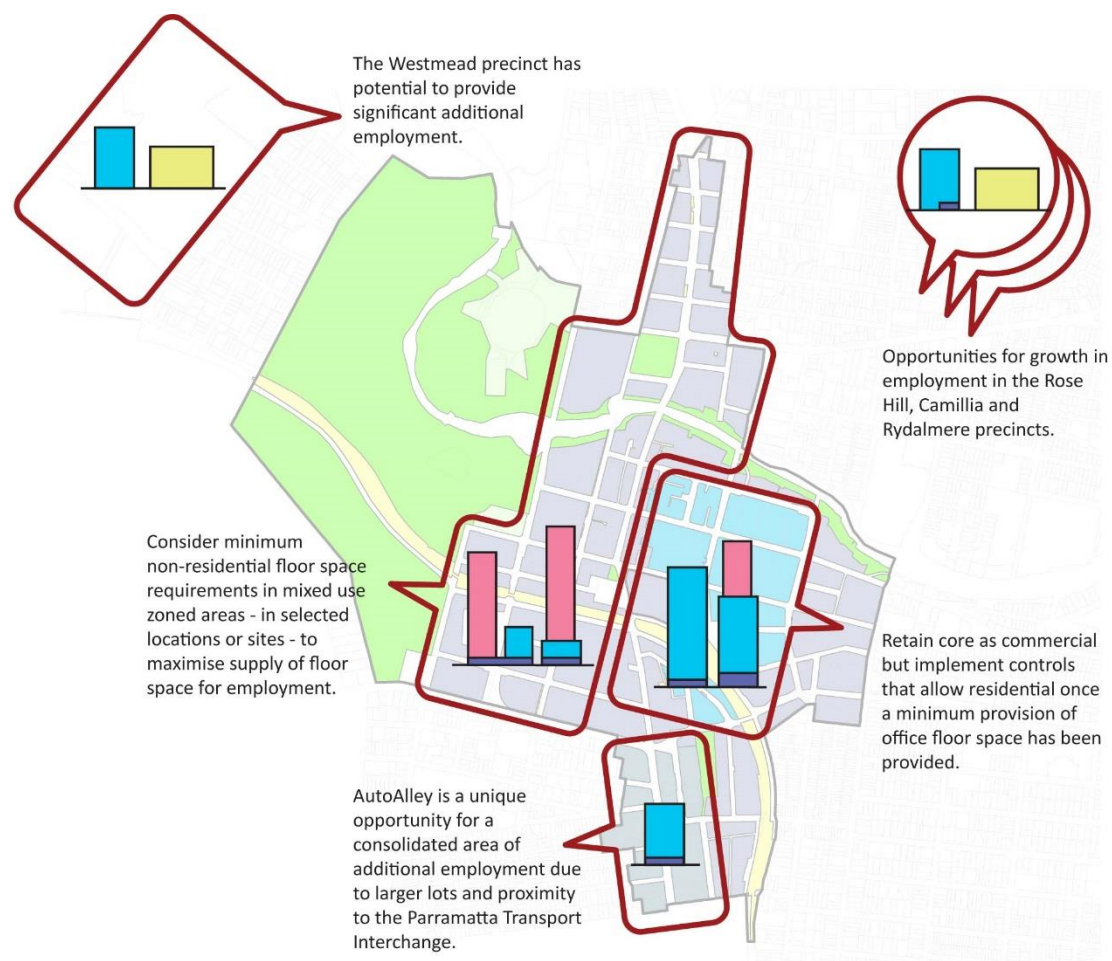 The Westmead precinct has
potential to provide
significant additional
employment.
Opportunities for growth in
employment in the Rose
Hill, Camillia and
Rydalmere precincts.
Consider minimum
non-residential floor space
requirements in mixed use
zoned areas - in selected
locations or sites - to
maximise supply of floor
space for employment.
Retain core as commercial
but implement controls
that allow residential once
a minimum provision of
office floor space has been
provided.
AutoAlley is a unique
opportunity for a
consolidated area of
additional employment due
to larger lots and proximity
to the Parramatta Transport
Interchange.